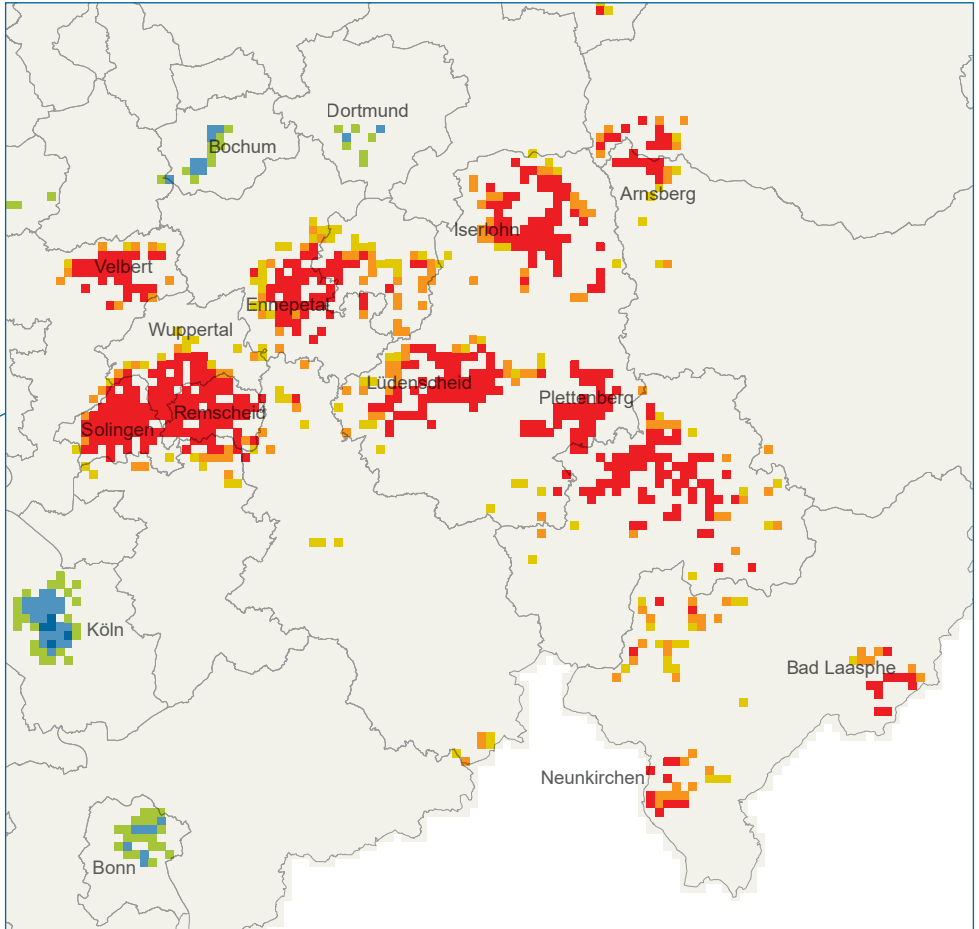 Dortmund
Bochum
Arnsberg
Iserlohn
Velbert
Ennepetal
Wuppertal
Lüdenscheid
Plettenberg
Remscheid
Solingen
Köln
Bad Laasphe
Neunkirchen
Bonn